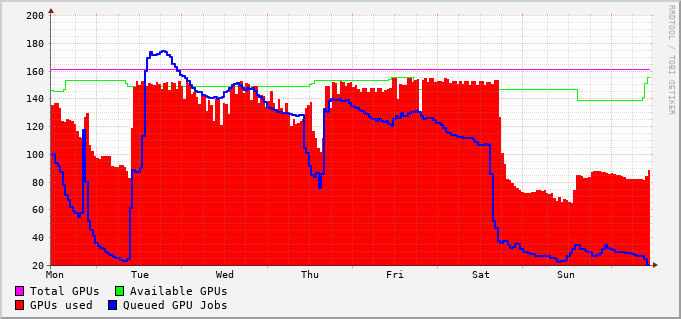 200
180
160
140
120
100
80
60
40
20
Mon Tue Wed Thu Fri Sat Sun
RRDTOOL / TOBI OETIKER
Total GPUs Available GPUs
GPUs used Queued GPU Jobs